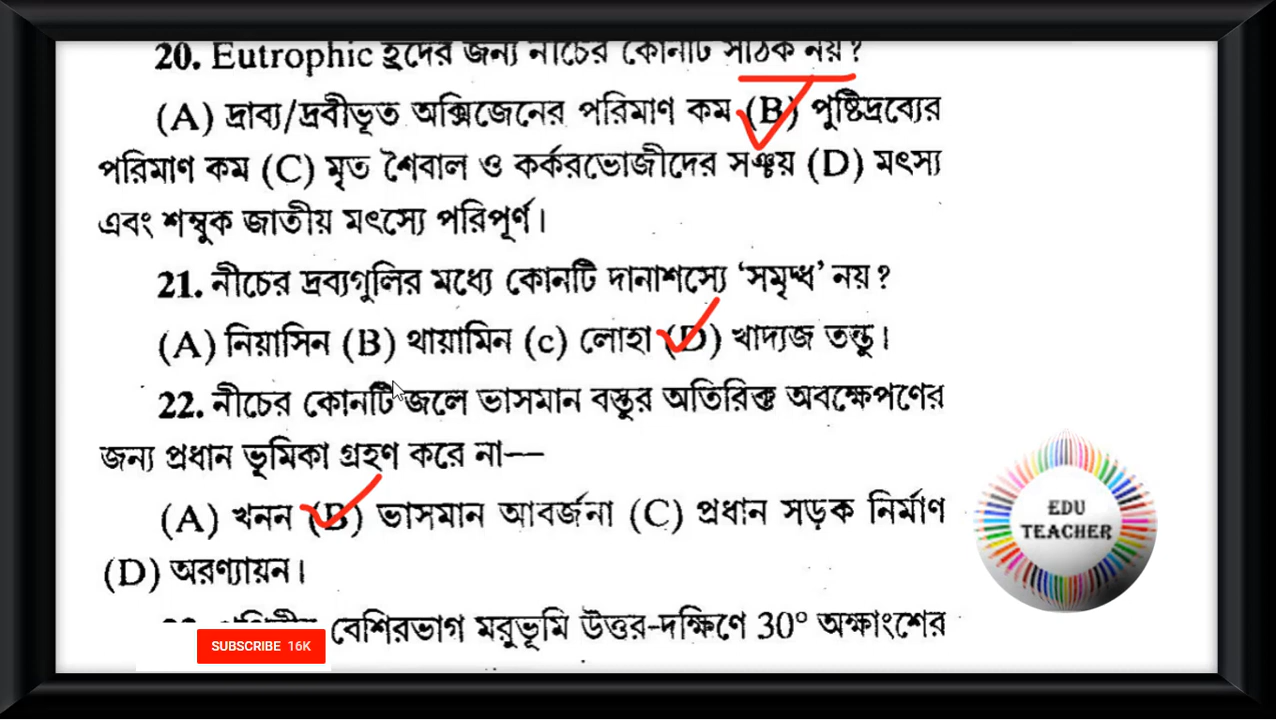 20. Eutrophic হ্রদের জন্য নীচের কোনটি সঠিক নয়?
(A) দ্রাব্য/দ্রবীভূত অক্সিজেনের পরিমাণ কম (B) পুষ্টিদ্রব্যের
পরিমাণ কম (C) মৃত শৈবাল ও কর্করভোজীদের সঞ্চয় (D) মৎস্য
এবং শম্বুক জাতীয় মৎস্যে পরিপূর্ণ।
21. নীচের দ্রব্যগুলির মধ্যে কোনটি দানাশস্যে ‘সমৃদ্ধ’ নয়?
(A) নিয়াসিন (B) থায়ামিন (c) লোহা (D) খাদ্যজ তন্তু।
22. নীচের কোনটি জলে ভাসমান বস্তুর অতিরিক্ত অবক্ষেপণের
জন্য প্রধান ভূমিকা গ্রহণ করে না—
(A) খনন (B) ভাসমান আবর্জনা (C) প্রধান সড়ক নির্মাণ
(D) অরণ্যায়ন।
বেশিরভাগ মরুভূমি উত্তর-দক্ষিণে 30° অক্ষাংশের
SUBSCRIBE 16K
EDU
TEACHER